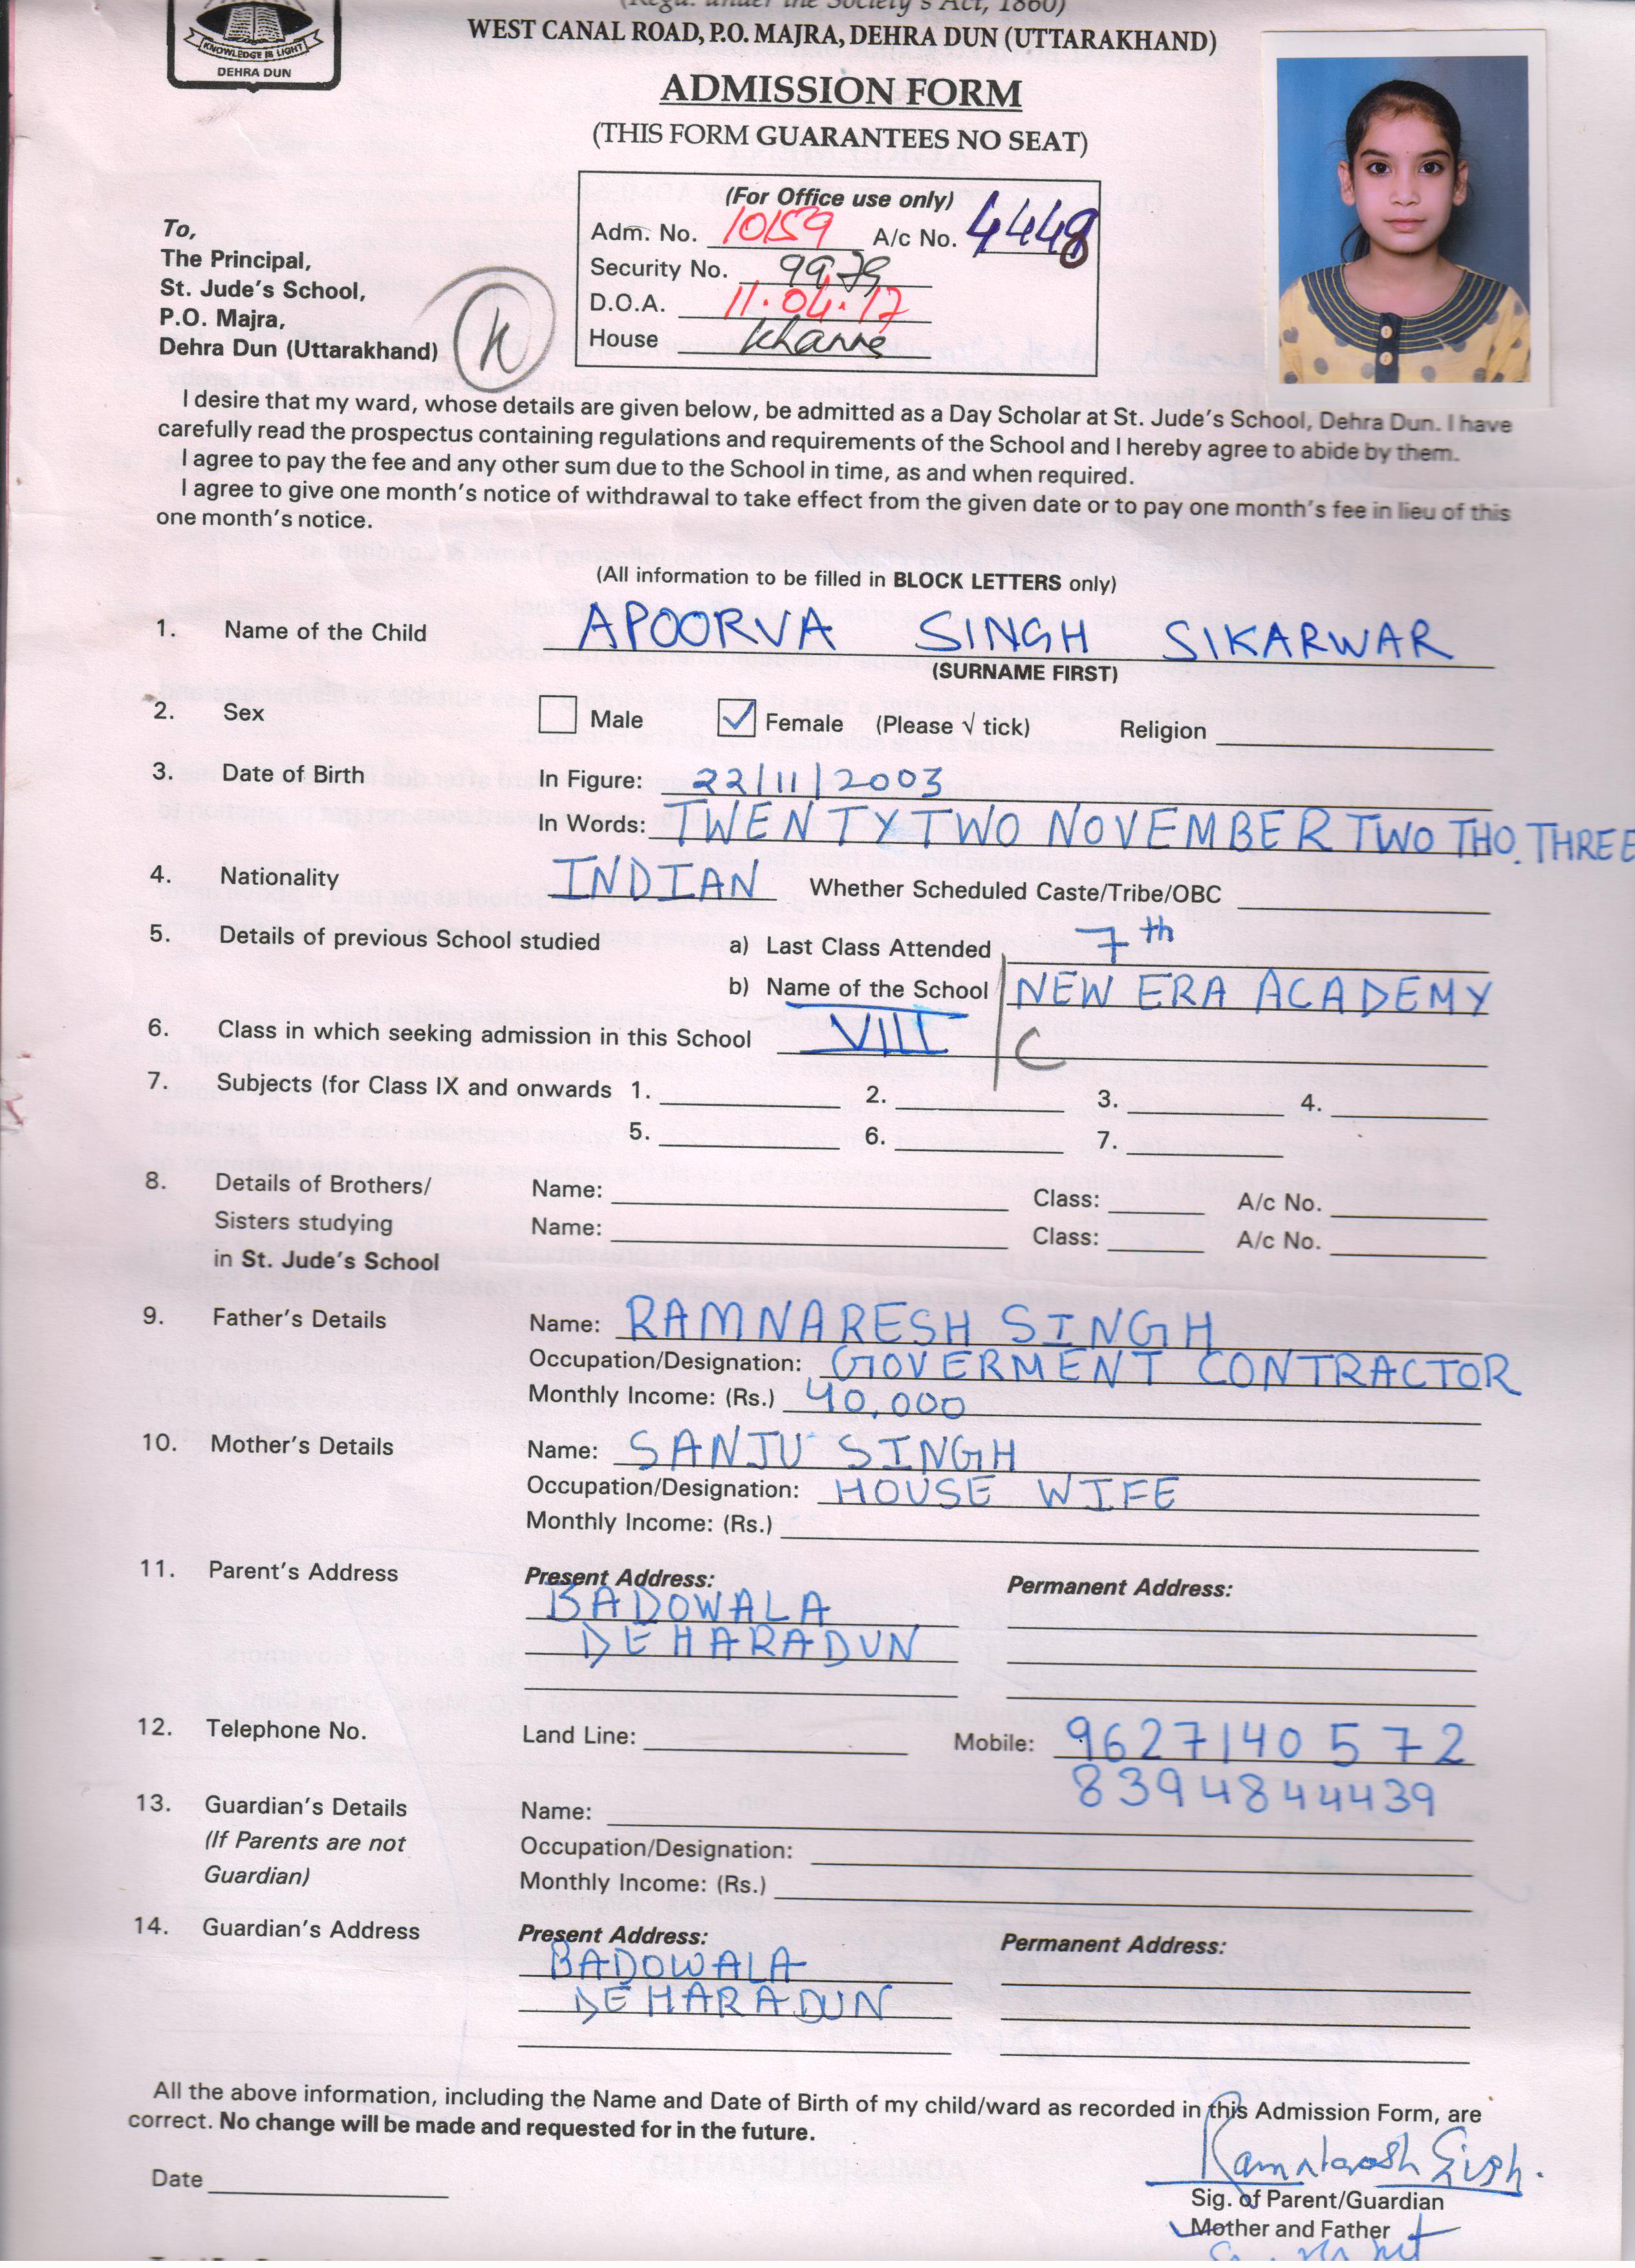 (Regd. under the Society's Act, 1860)
WEST CANAL ROAD, P.O. MAJRA, DEHRA DUN (UTTARAKHAND)
KNOWLEDGE IS LIGHT
DEHRA DUN
ADMISSION FORM
(THIS FORM GUARANTEES NO SEAT)
(For Office use only)
Adm. No. 10159 A/c No. 4448
Security No. 9979
D.O.A. 11.04.17
House
To,
The Principal,
St. Jude's School,
P.O. Majra,
Dehra Dun (Uttarakhand)
I desire that my ward, whose details are given below, be admitted as a Day Scholar at St. Jude's School, Dehra Dun. I have
carefully read the prospectus containing regulations and requirements of the School and I hereby agree to abide by them.
I agree to pay the fee and any other sum due to the School in time, as and when required.
I agree to give one month's notice of withdrawal to take effect from the given date or to pay one month's fee in lieu of this
one month's notice.
(All information to be filled in BLOCK LETTERS only)
1. Name of the Child APOORVA SINGH SIKARWAR
(SURNAME FIRST)
2. Sex Male Female (Please √ tick) Religion
3. Date of Birth In Figure: 22/11/2003
In Words: TWENTYTWO NOVEMBER TWO THO. THREE
4. Nationality INDIAN Whether Scheduled Caste/Tribe/OBC
5. Details of previous School studied a) Last Class Attended 7th
b) Name of the School NEW ERA ACADEMY
6. Class in which seeking admission in this School VIII C
7. Subjects (for Class IX and onwards 1. 2. 3. 4.
5. 6. 7.
8. Details of Brothers/ Name: Class: A/c No.
Sisters studying Name: Class: A/c No.
in St. Jude's School
9. Father's Details Name: RAMNARESH SINGH
Occupation/Designation: GOVERMENT CONTRACTOR
Monthly Income: (Rs.) 40,000
10. Mother's Details Name: SANJU SINGH
Occupation/Designation: HOUSE WIFE
Monthly Income: (Rs.)
11. Parent's Address Present Address: Permanent Address:
BADOWALA
DEHARADUN
12. Telephone No. Land Line: Mobile: 9627140572
8394844439
13. Guardian's Details Name:
(If Parents are not Occupation/Designation:
Guardian) Monthly Income: (Rs.)
14. Guardian's Address Present Address: Permanent Address:
BADOWALA
DEHARADUN
All the above information, including the Name and Date of Birth of my child/ward as recorded in this Admission Form, are
correct. No change will be made and requested for in the future.
Date
Sig. of Parent/Guardian
Mother and Father